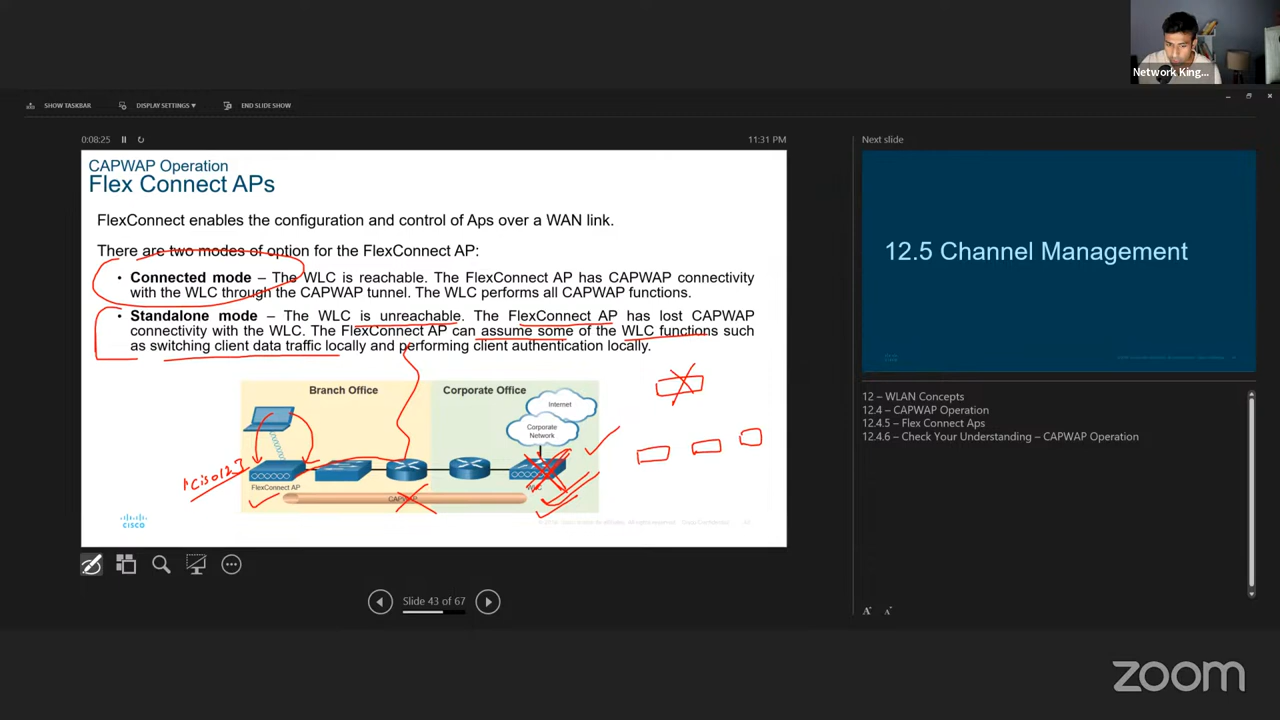 Network King...
SHOW TASKBAR
DISPLAY SETTINGS ▾
END SLIDE SHOW
0:08:25
11:31 PM
Next slide
CAPWAP Operation
Flex Connect APs
FlexConnect enables the configuration and control of Aps over a WAN link.
There are two modes of option for the FlexConnect AP:
• Connected mode – The WLC is reachable. The FlexConnect AP has CAPWAP connectivity
with the WLC through the CAPWAP tunnel. The WLC performs all CAPWAP functions.
• Standalone mode – The WLC is unreachable. The FlexConnect AP has lost CAPWAP
connectivity with the WLC. The FlexConnect AP can assume some of the WLC functions such
as switching client data traffic locally and performing client authentication locally.
Branch Office
Corporate Office
Internet
Corporate
Network
FlexConnect AP
CAPWAP
CISCO
12.5 Channel Management
12 – WLAN Concepts
12.4 – CAPWAP Operation
12.4.5 – Flex Connect Aps
12.4.6 – Check Your Understanding – CAPWAP Operation
Slide 43 of 67
A A
zoom